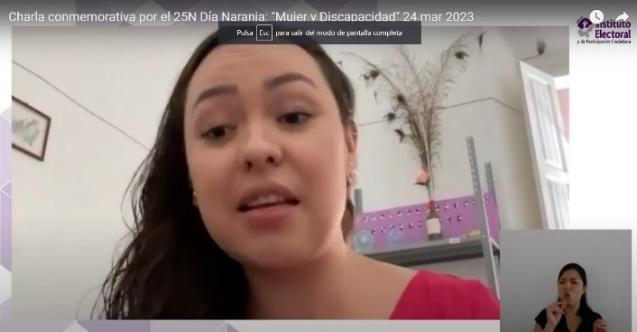 Charla conmemorativa por el 25N Día Naranja: "Mujer y Discapacidad" 24 mar 2023
Pulsa Esc para salir del modo de pantalla completa
Instituto
Electoral
y de Participación Ciudadana